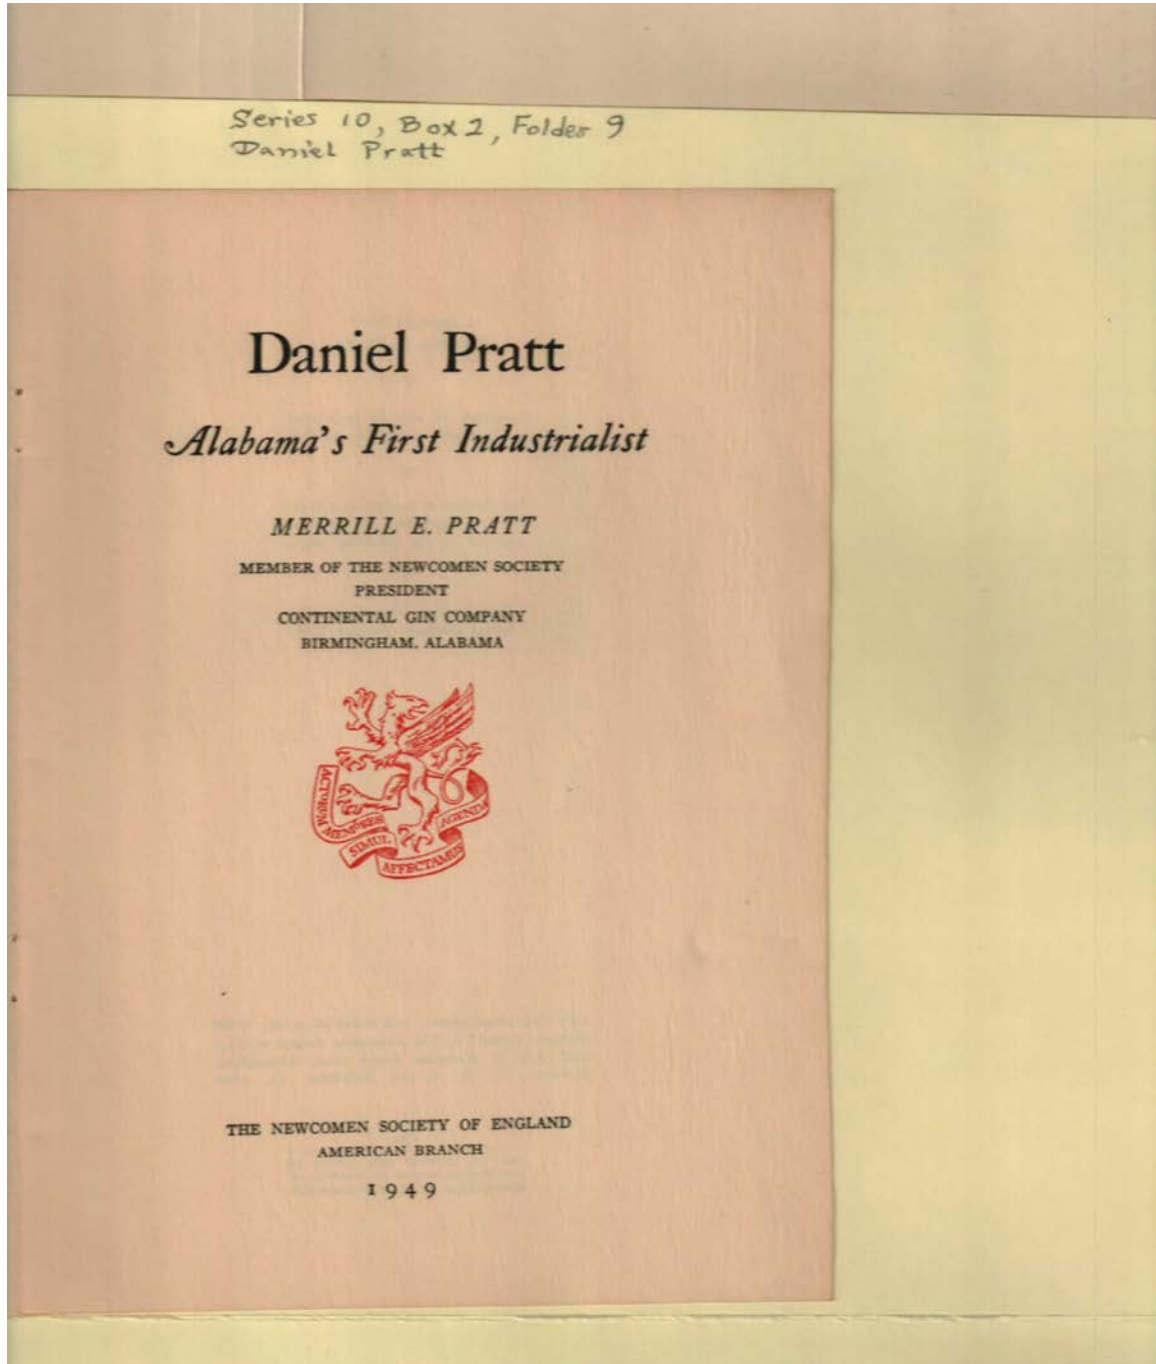 Series 10, Box 2, Folder 9
Daniel Pratt
Daniel Pratt
Alabama's First Industrialist
MERRILL E. PRATT
MEMBER OF THE NEWCOMEN SOCIETY
PRESIDENT
CONTINENTAL GIN COMPANY
BIRMINGHAM, ALABAMA
ACTORUM
MEMORES
SIMUL
AFFECTAMUS
AGENDA
THE NEWCOMEN SOCIETY OF ENGLAND
AMERICAN BRANCH
1949